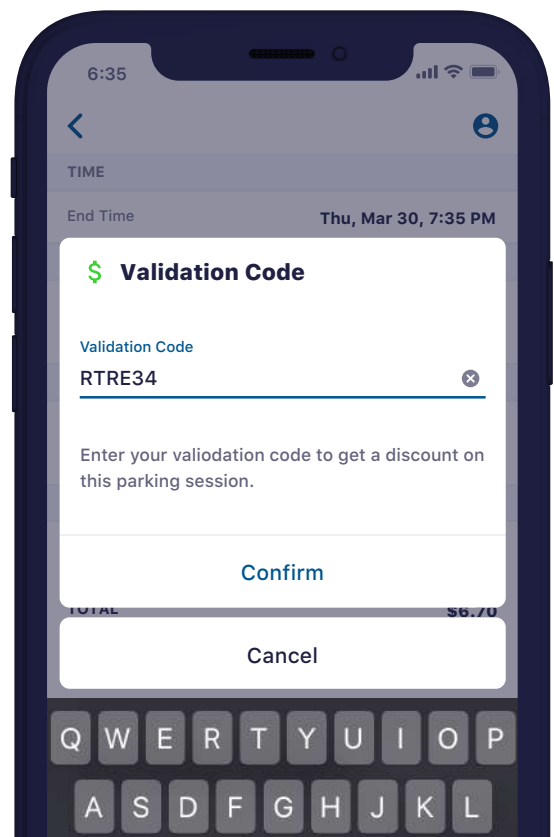 6:35
TIME
End Time Thu, Mar 30, 7:35 PM
$ Validation Code
Validation Code
RTRE34
Enter your valiodation code to get a discount on
this parking session.
Confirm
TOTAL $6.70
Cancel
Q W E R T Y U I O P
A S D F G H J K L